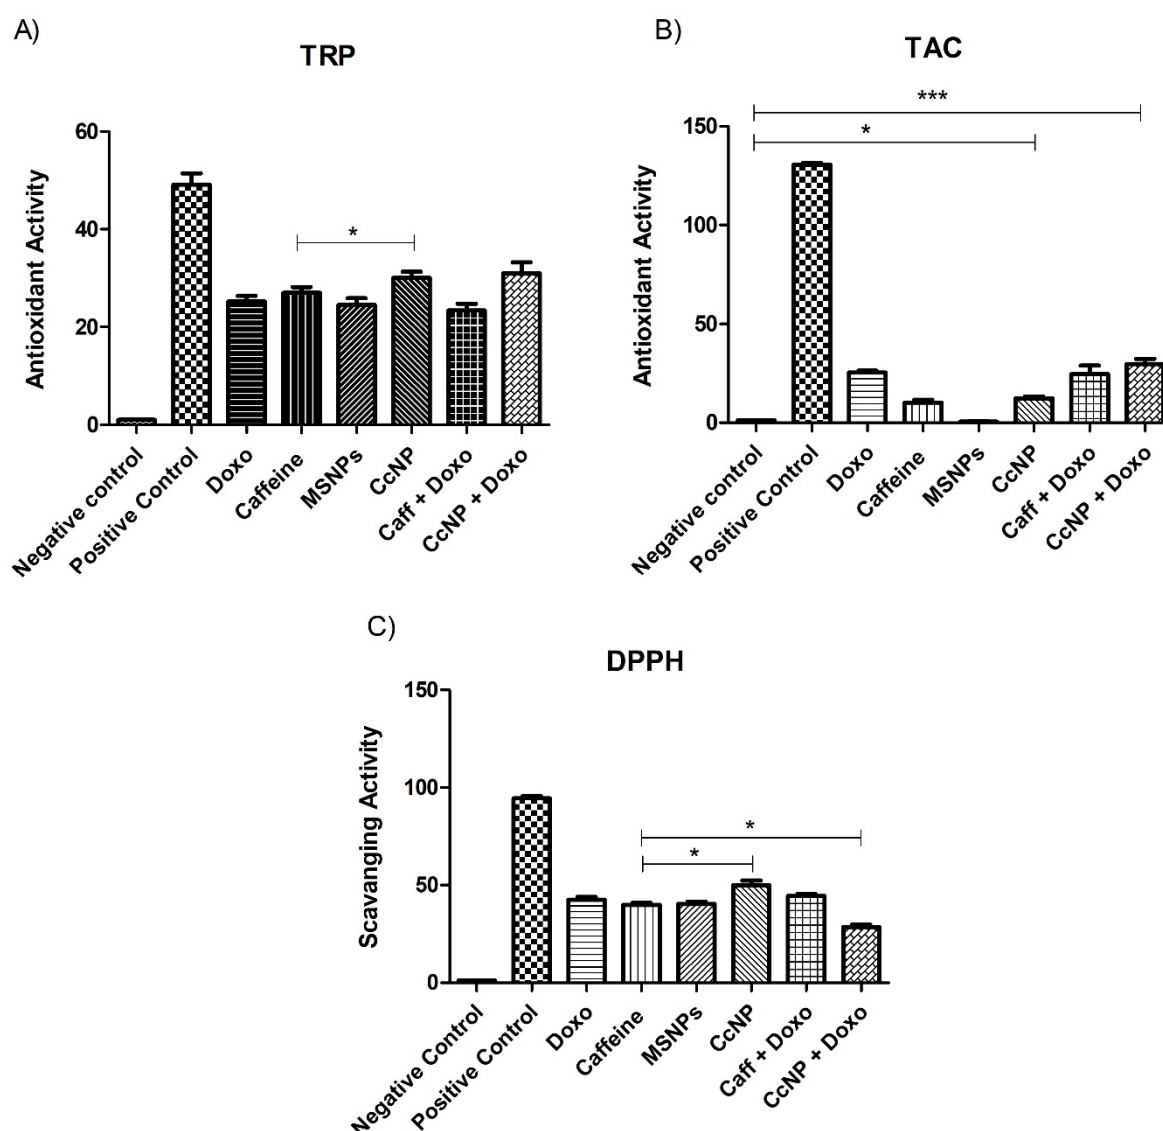 A)
TRP
Antioxidant Activity
60
40
20
0
*
Negative control
Positive Control
Doxo
Caffeine
MSNPs
CcNP
Caff + Doxo
CcNP + Doxo
B)
TAC
Antioxidant Activity
150
100
50
0
***
*
Negative control
Positive Control
Doxo
Caffeine
MSNPs
CcNP
Caff + Doxo
CcNP + Doxo
C)
DPPH
Scavanging Activity
150
100
50
0
*
*
Negative Control
Positive Control
Doxo
Caffeine
MSNPs
CcNP
Caff + Doxo
CcNP + Doxo